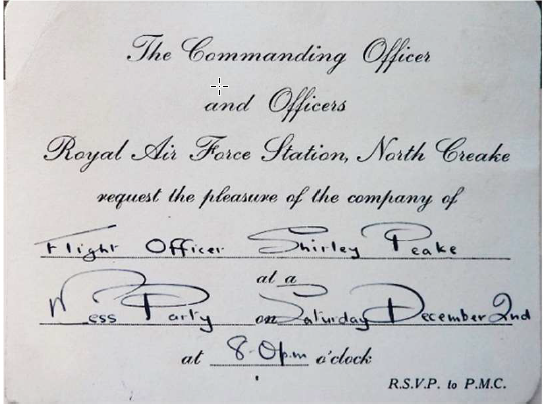 The Commanding Officer
and Officers
Royal Air Force Station, North Creake
request the pleasure of the company of
Flight Officer Shirley Peake
at a
Mess Party on Saturday December 2nd
at 8.0p.m o'clock
R.S.V.P. to P.M.C.